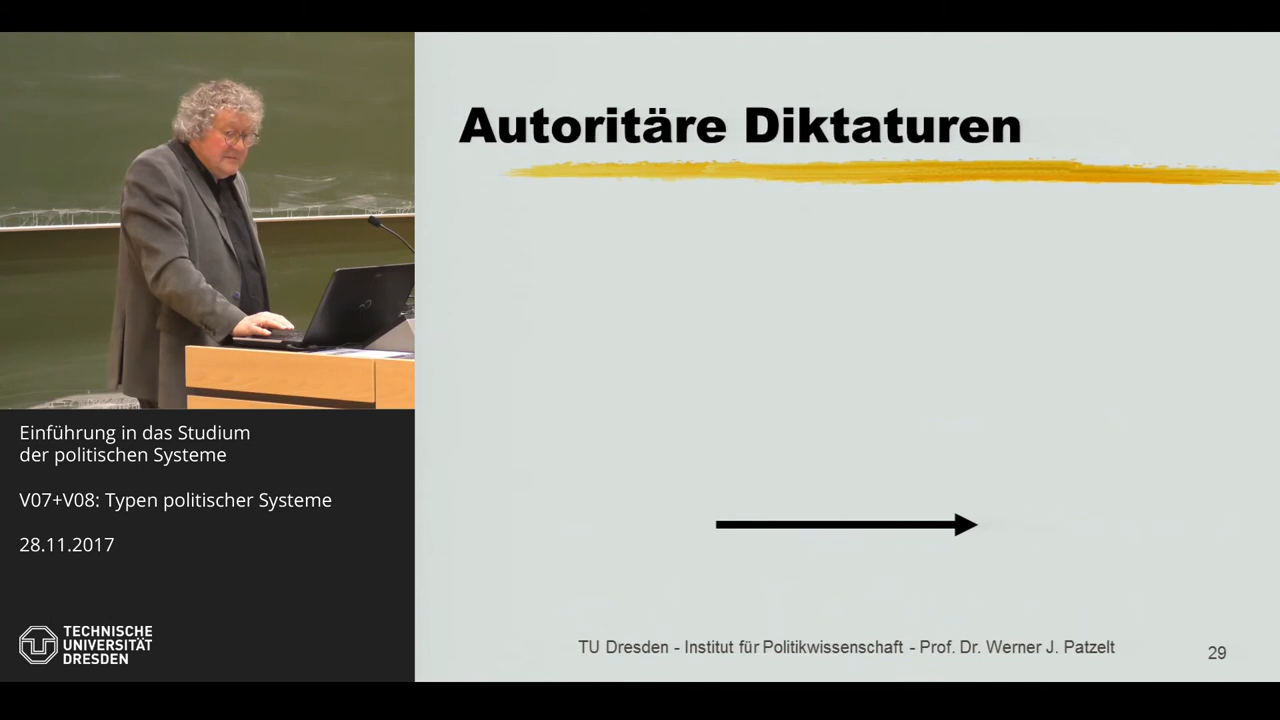 Autoritäre Diktaturen
Einführung in das Studium
der politischen Systeme
V07+V08: Typen politischer Systeme
28.11.2017
TECHNISCHE
UNIVERSITÄT
DRESDEN
TU Dresden - Institut für Politikwissenschaft - Prof. Dr. Werner J. Patzelt
29